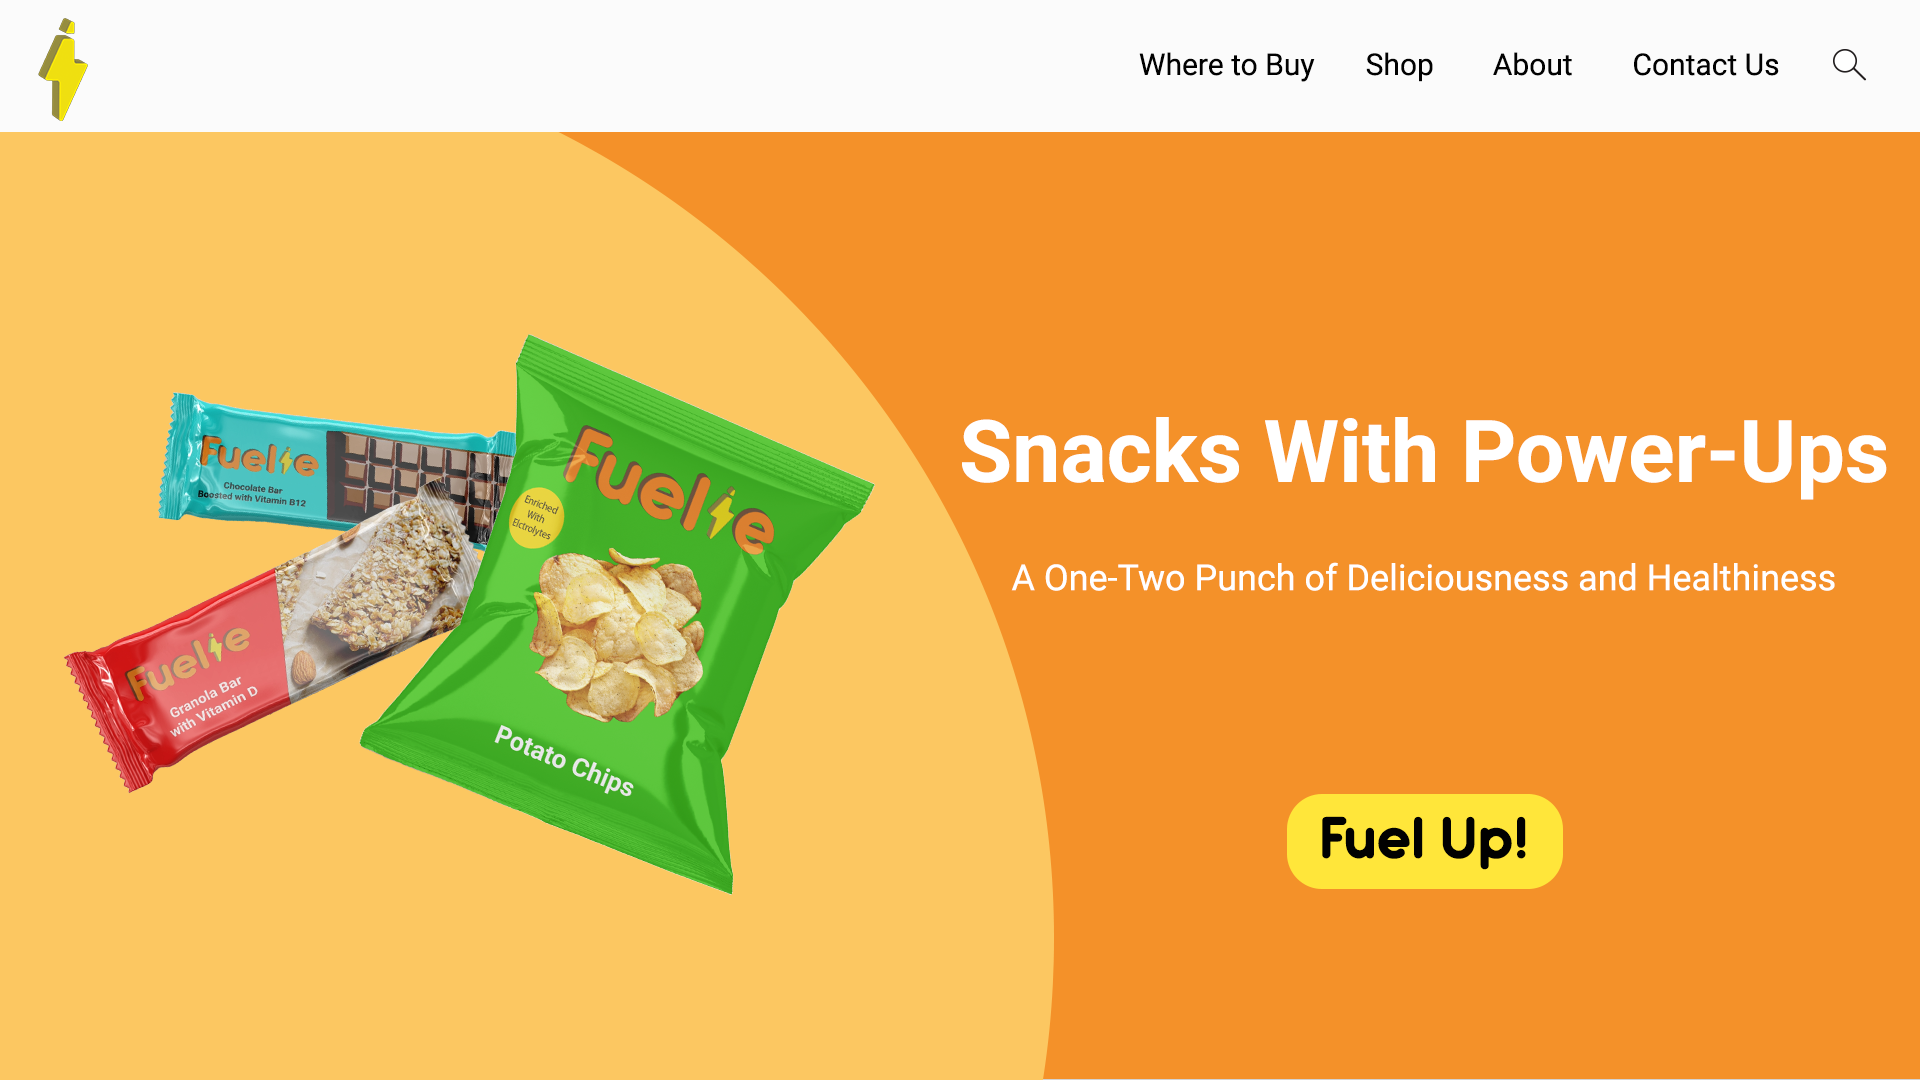 Where to Buy
Shop
About
Contact Us
Fuelie
Chocolate Bar
Boosted with Vitamin B12
Fuelie
Granola Bar
with Vitamin D
Fuelie
Enriched
With
Elctrolytes
Potato Chips
Snacks With Power-Ups
A One-Two Punch of Deliciousness and Healthiness
Fuel Up!